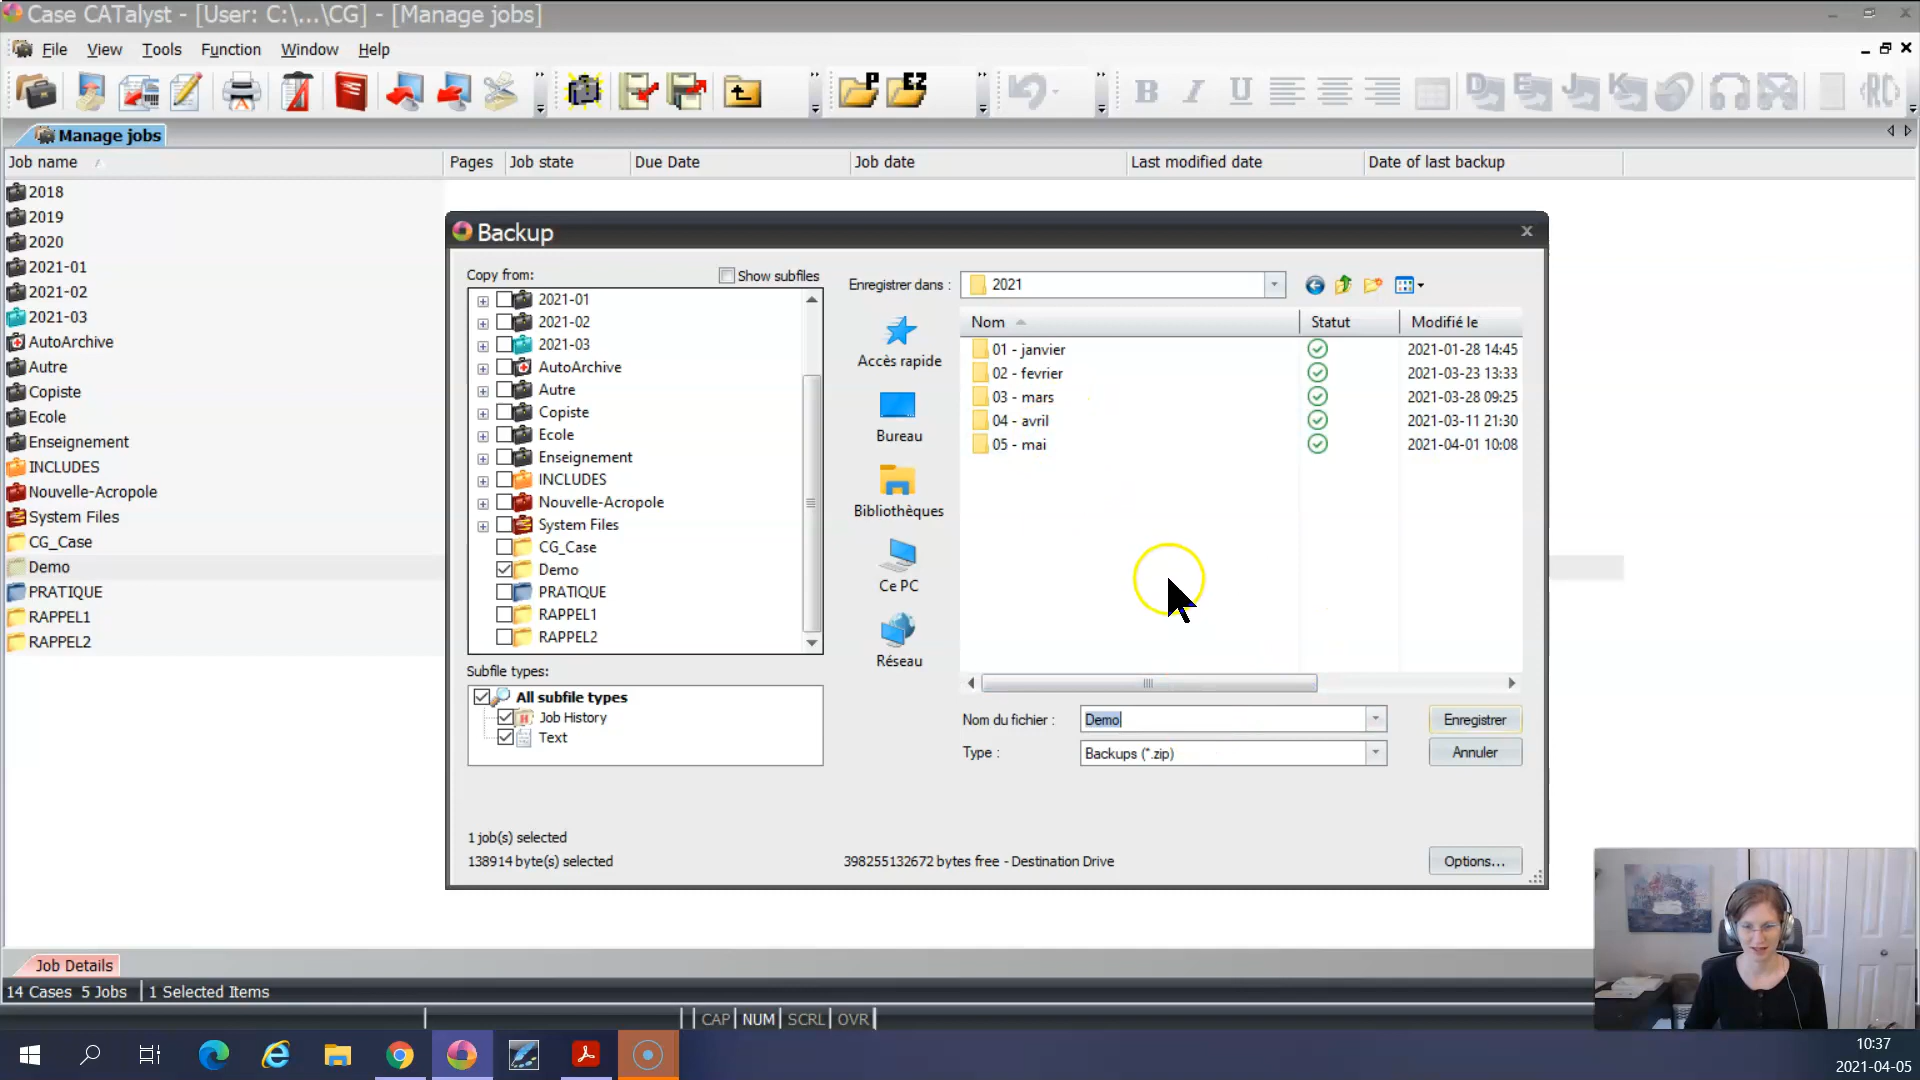 Case CATalyst - [User: C:\...\CG] - [Manage jobs]
File View Tools Function Window Help
P EZ B I U D E J K RC
Manage jobs
Job name Pages Job state Due Date Job date Last modified date Date of last backup
2018
2019
2020
2021-01
2021-02
2021-03
AutoArchive
Autre
Copiste
Ecole
Enseignement
INCLUDES
Nouvelle-Acropole
System Files
CG_Case
Demo
PRATIQUE
RAPPEL1
RAPPEL2
Backup
Copy from: Show subfiles
2021-01
2021-02
2021-03
AutoArchive
Autre
Copiste
Ecole
Enseignement
INCLUDES
Nouvelle-Acropole
System Files
CG_Case
Demo
PRATIQUE
RAPPEL1
RAPPEL2
Subfile types:
All subfile types
Job History
Text
Enregistrer dans : 2021
Accès rapide
Bureau
Bibliothèques
Ce PC
Réseau
Nom Statut Modifié le
01 - janvier 2021-01-28 14:45
02 - fevrier 2021-03-23 13:33
03 - mars 2021-03-28 09:25
04 - avril 2021-03-11 21:30
05 - mai 2021-04-01 10:08
Nom du fichier : Demo Enregistrer
Type : Backups (*.zip) Annuler
1 job(s) selected
138914 byte(s) selected 398255132672 bytes free - Destination Drive Options...
Job Details
14 Cases 5 Jobs 1 Selected Items
CAP NUM SCRL OVR
10:37
2021-04-05